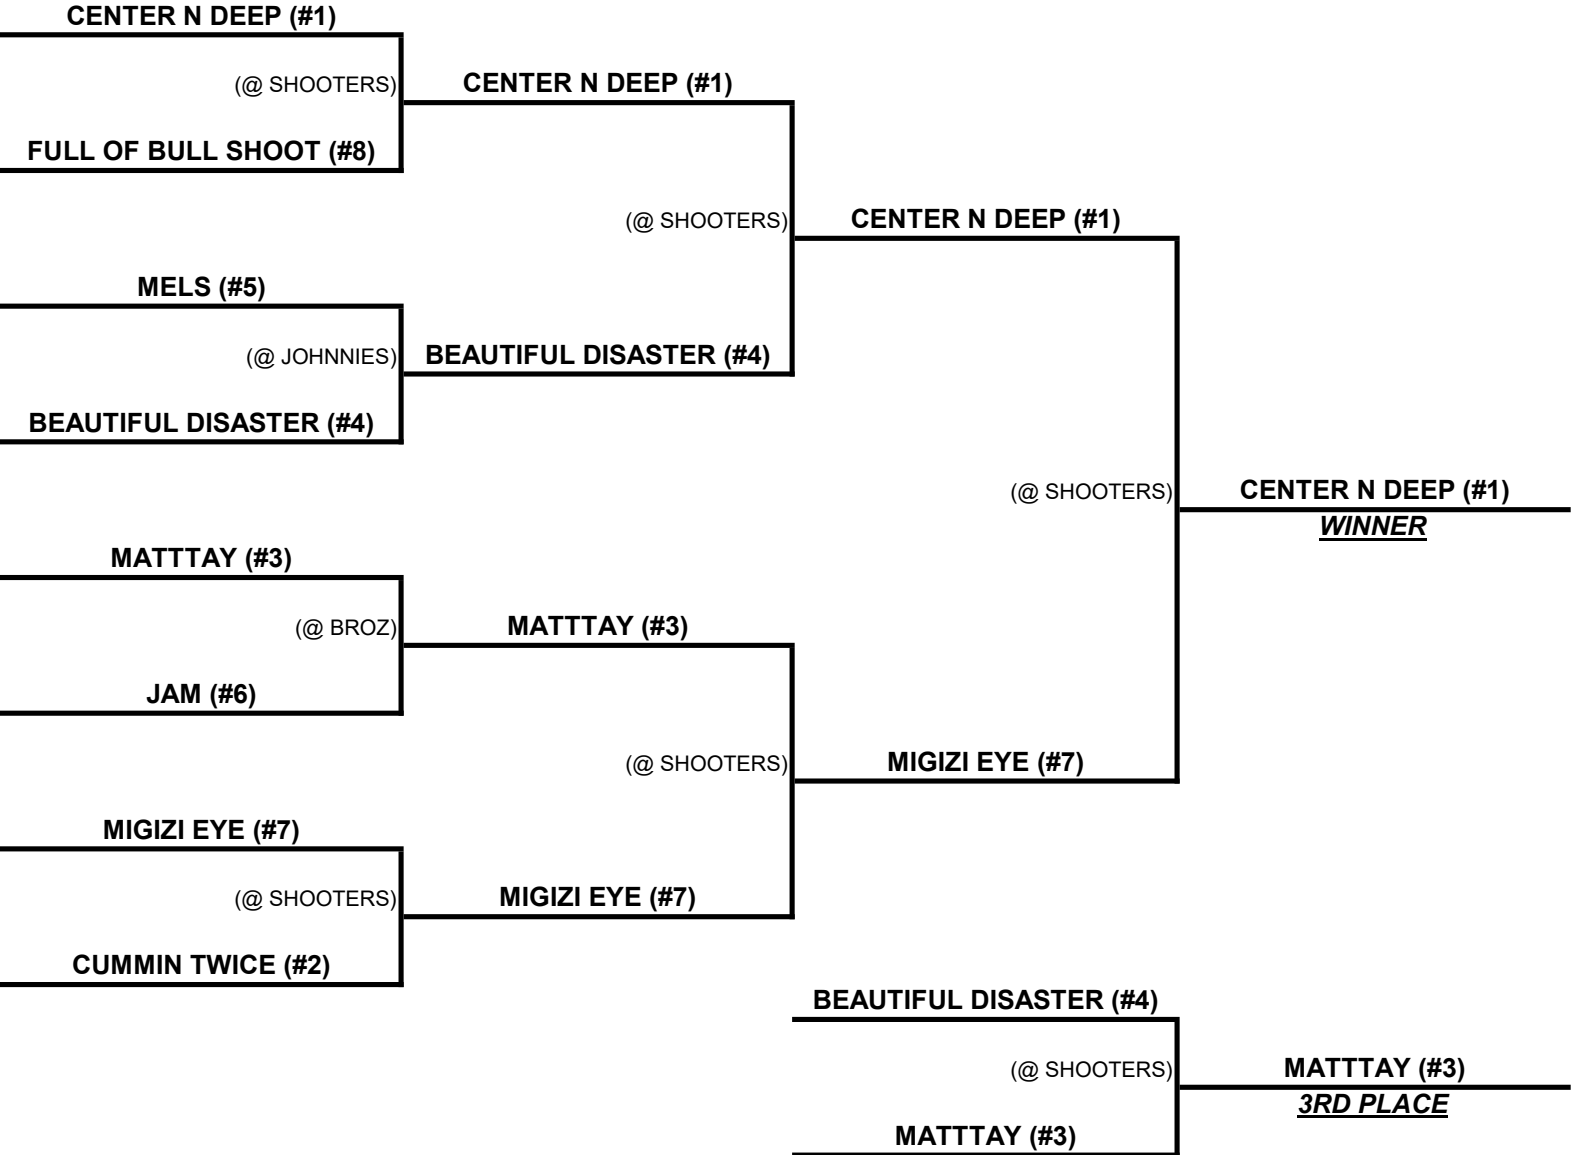 CENTER N DEEP (#1)
(@ SHOOTERS)
CENTER N DEEP (#1)
FULL OF BULL SHOOT (#8)
(@ SHOOTERS)
CENTER N DEEP (#1)
MELS (#5)
(@ JOHNNIES)
BEAUTIFUL DISASTER (#4)
BEAUTIFUL DISASTER (#4)
(@ SHOOTERS)
CENTER N DEEP (#1)
WINNER
MATTTAY (#3)
(@ BROZ)
MATTTAY (#3)
JAM (#6)
(@ SHOOTERS)
MIGIZI EYE (#7)
MIGIZI EYE (#7)
(@ SHOOTERS)
MIGIZI EYE (#7)
CUMMIN TWICE (#2)
BEAUTIFUL DISASTER (#4)
(@ SHOOTERS)
MATTTAY (#3)
3RD PLACE
MATTTAY (#3)